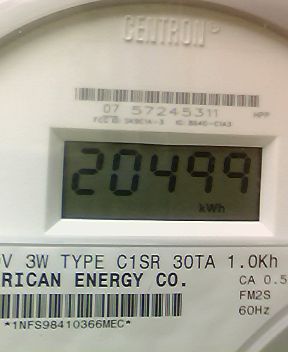 CENTRON
07 57245311 HPP
20499
kWh
V 3W TYPE C1SR 30TA 1.0Kh
RICAN ENERGY CO.
CA 0.5
FM2S
60Hz
*1NFS98410366MEC*